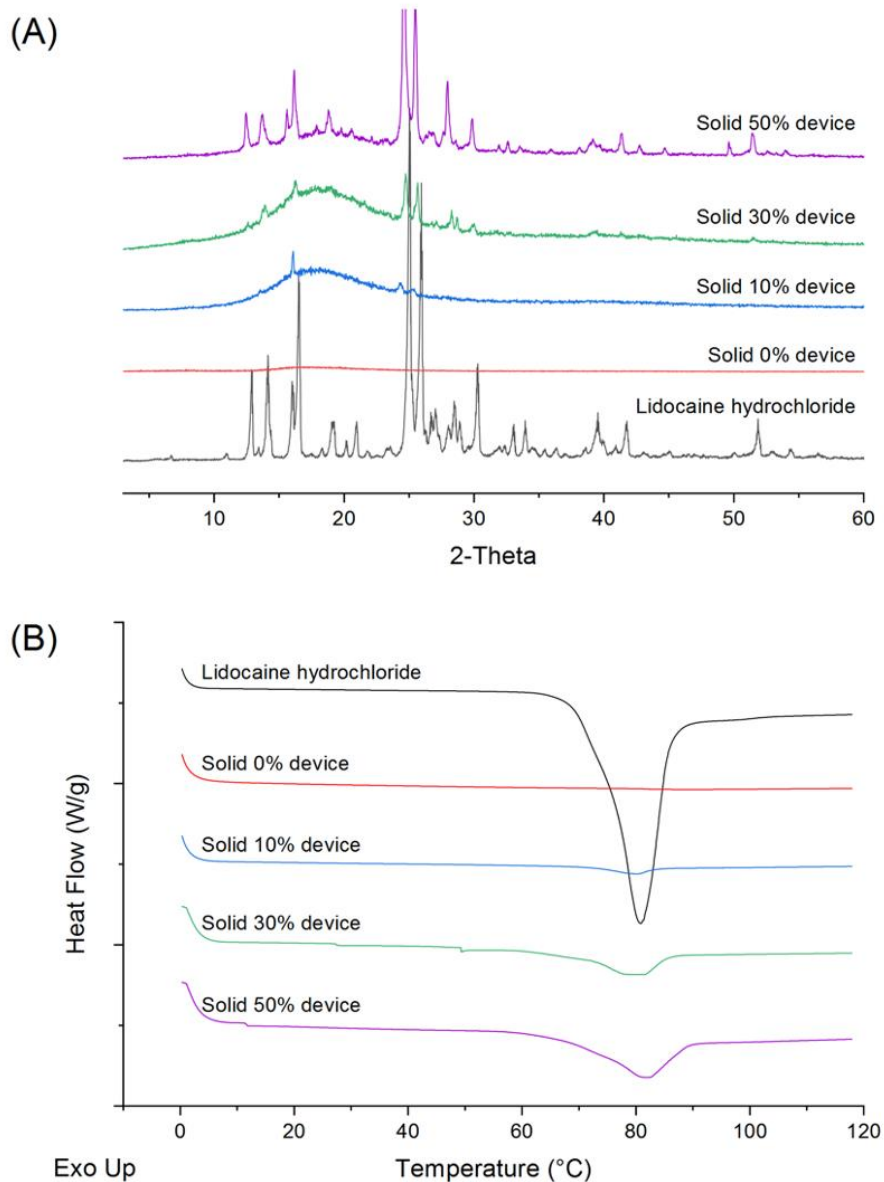 (A)
Solid 50% device
Solid 30% device
Solid 10% device
Solid 0% device
Lidocaine hydrochloride
10 20 30 40 50 60
2-Theta
(B)
Lidocaine hydrochloride
Solid 0% device
Solid 10% device
Solid 30% device
Solid 50% device
Heat Flow (W/g)
0 20 40 60 80 100 120
Exo Up Temperature (°C)